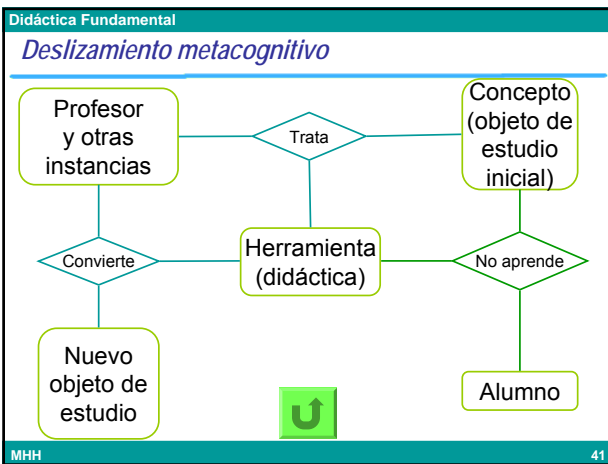 Didáctica Fundamental
Deslizamiento metacognitivo
Profesor
y otras
instancias
Trata
Concepto
(objeto de
estudio
inicial)
Convierte
Herramienta
(didáctica)
No aprende
Nuevo
objeto de
estudio
Alumno
MHH
41